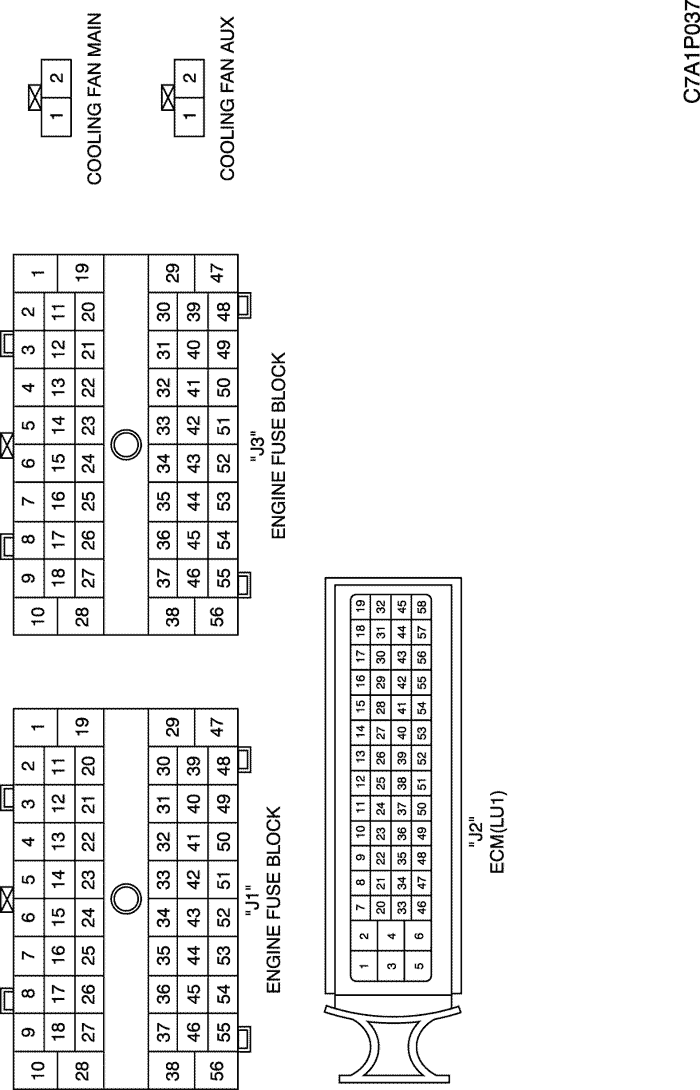 10 9 8 7 6 5 4 3 2 1
18 17 16 15 14 13 12 11
28 27 26 25 24 23 22 21 20 19
38 37 36 35 34 33 32 31 30 29
46 45 44 43 42 41 40 39
56 55 54 53 52 51 50 49 48 47
"J1"
ENGINE FUSE BLOCK
10 9 8 7 6 5 4 3 2 1
18 17 16 15 14 13 12 11
28 27 26 25 24 23 22 21 20 19
38 37 36 35 34 33 32 31 30 29
46 45 44 43 42 41 40 39
56 55 54 53 52 51 50 49 48 47
"J3"
ENGINE FUSE BLOCK
1 2
COOLING FAN MAIN
1 2
COOLING FAN AUX
1 2 7 8 9 10 11 12 13 14 15 16 17 18 19
20 21 22 23 24 25 26 27 28 29 30 31 32
3 4 33 34 35 36 37 38 39 40 41 42 43 44 45
5 6 46 47 48 49 50 51 52 53 54 55 56 57 58
"J2"
ECM(LU1)
C7A1P037